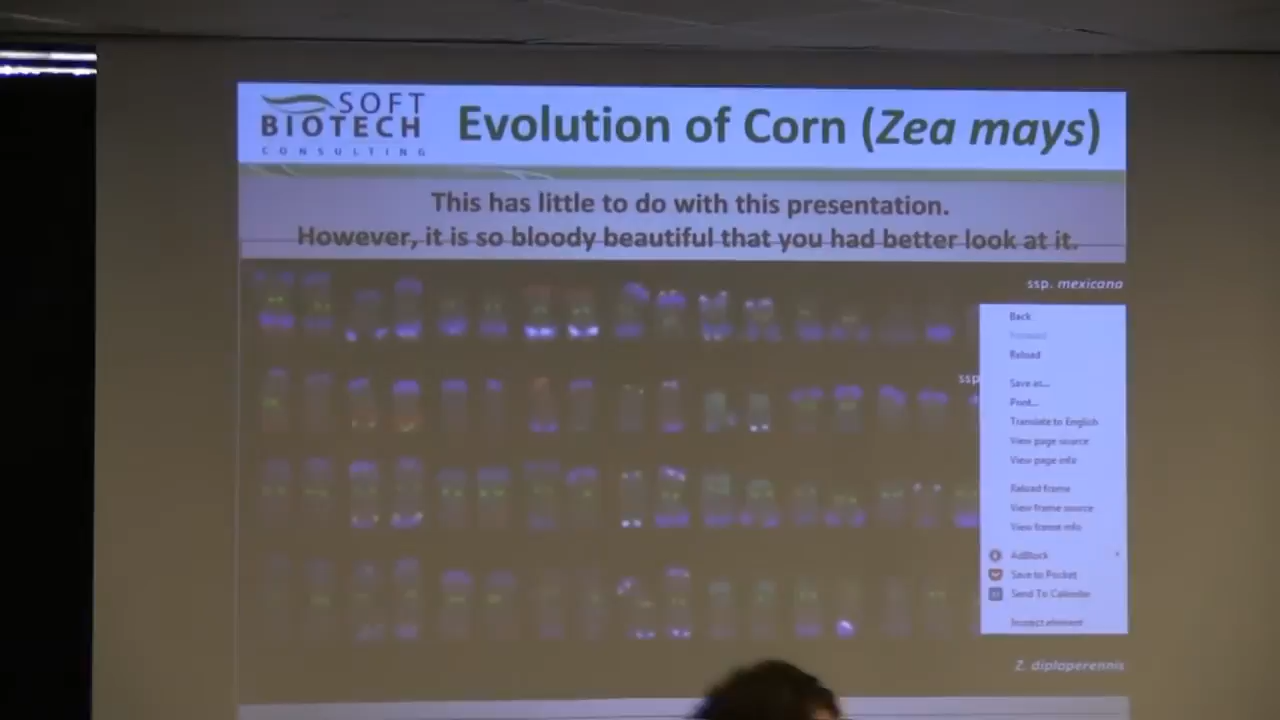 SOFT
BIOTECH
CONSULTING
Evolution of Corn (Zea mays)
This has little to do with this presentation.
However, it is so bloody beautiful that you had better look at it.
ssp. mexicana
ssp
Back
Forward
Reload
Save as...
Print...
Translate to English
View page source
View page info
Reload frame
View frame source
View frame info
AdBlock
Save to Pocket
Send To Calendar
Inspect element
Z. diploperennis